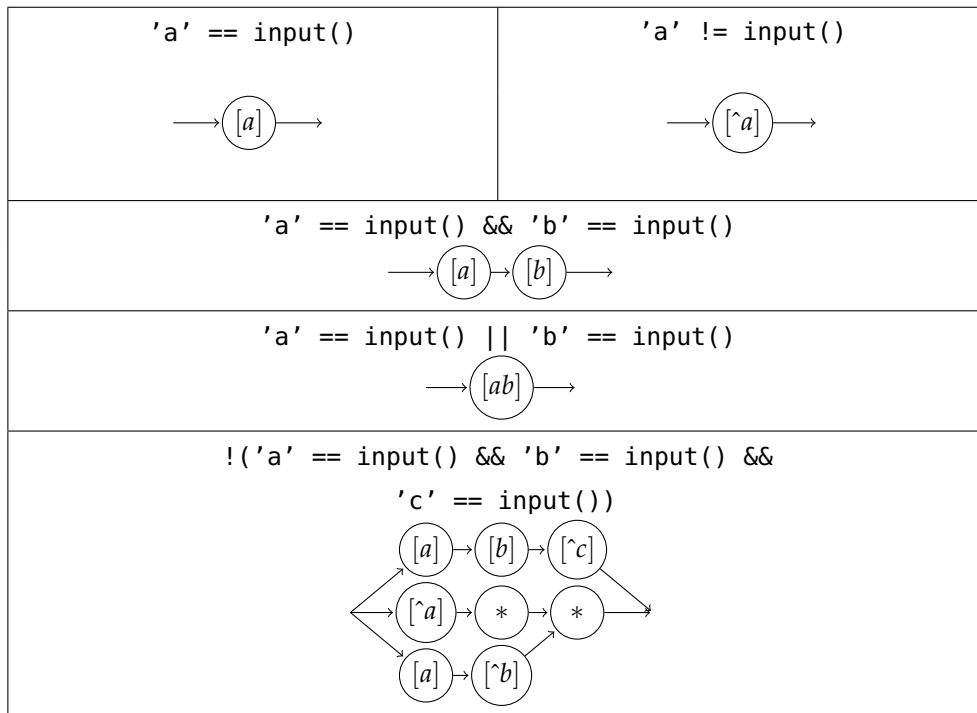 ’a’ == input()
’a’ != input()
[a]
[^a]
’a’ == input() && ’b’ == input()
[a] [b]
’a’ == input() || ’b’ == input()
[ab]
!(’a’ == input() && ’b’ == input() &&
’c’ == input())
[a] [b] [^c]
[^a] * *
[a] [^b]